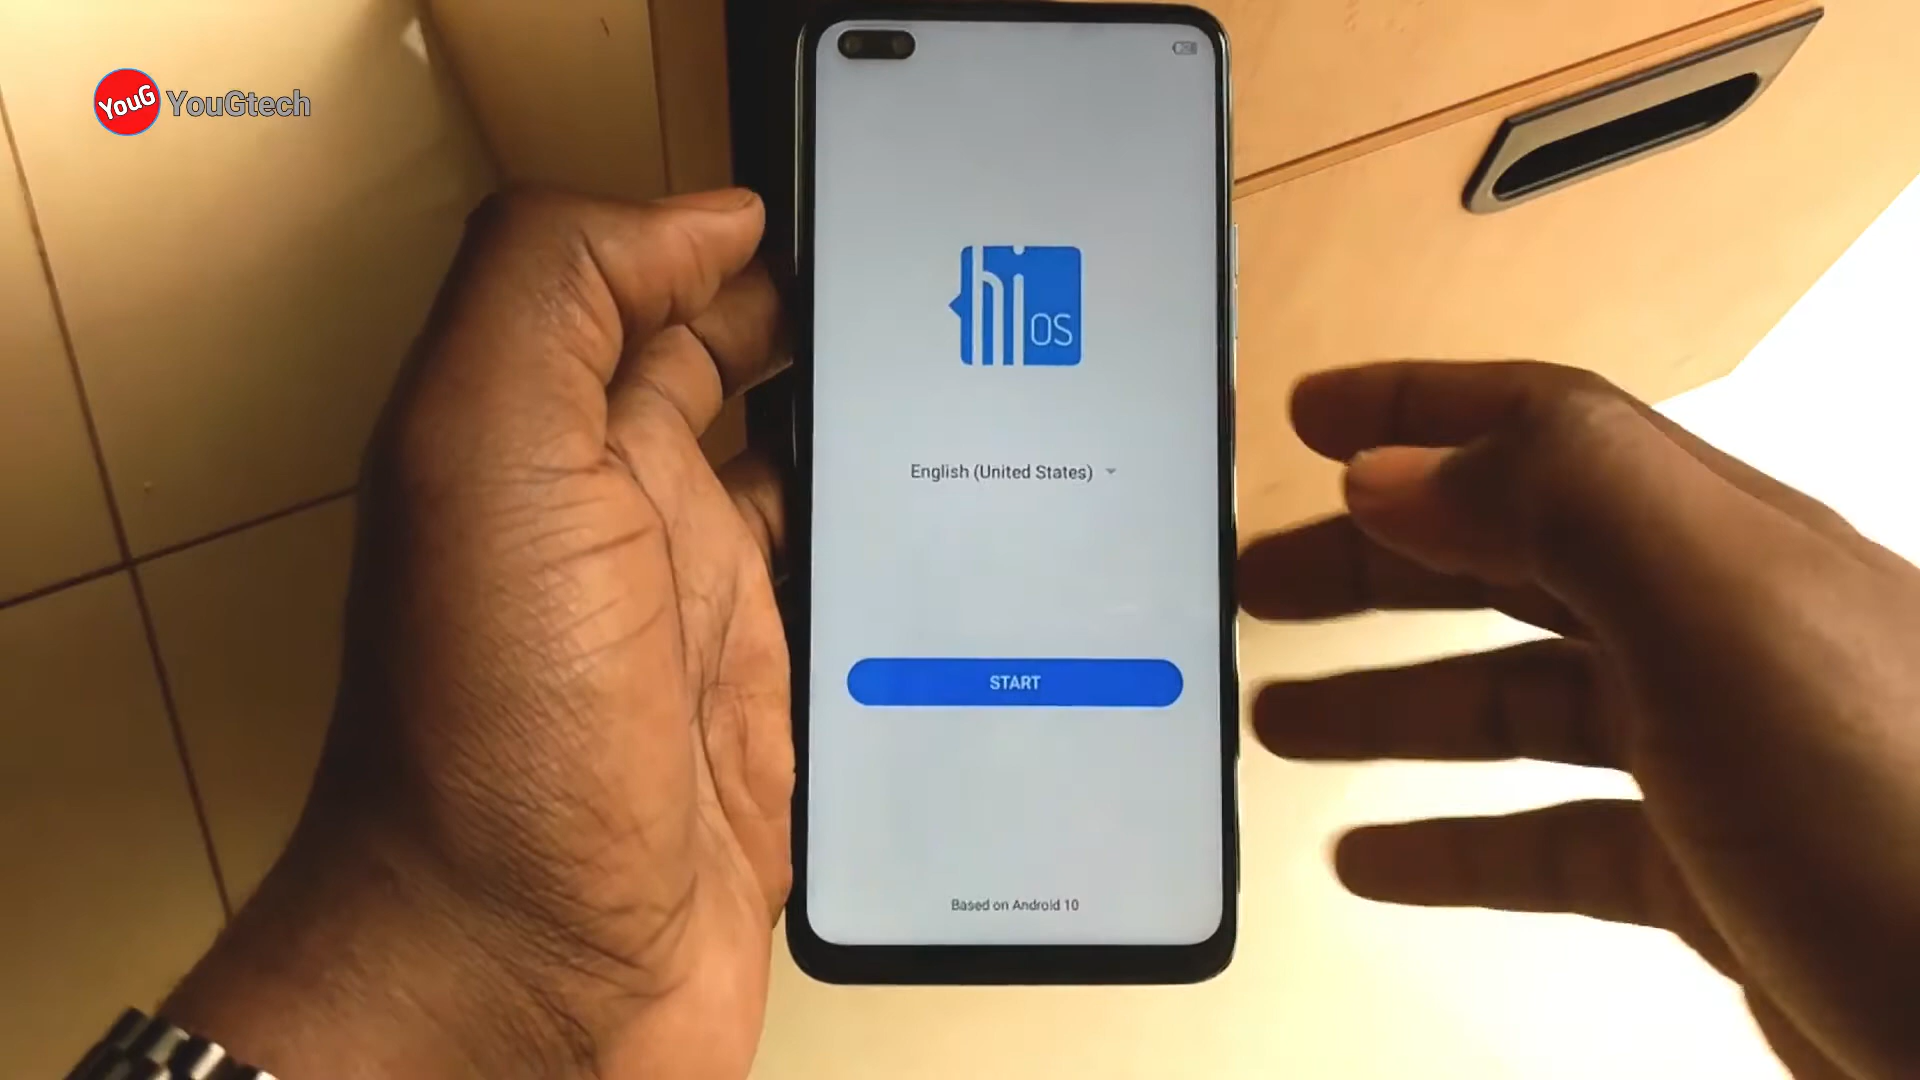 YouG YouGtech
hi os
English (United States)
START
Based on Android 10